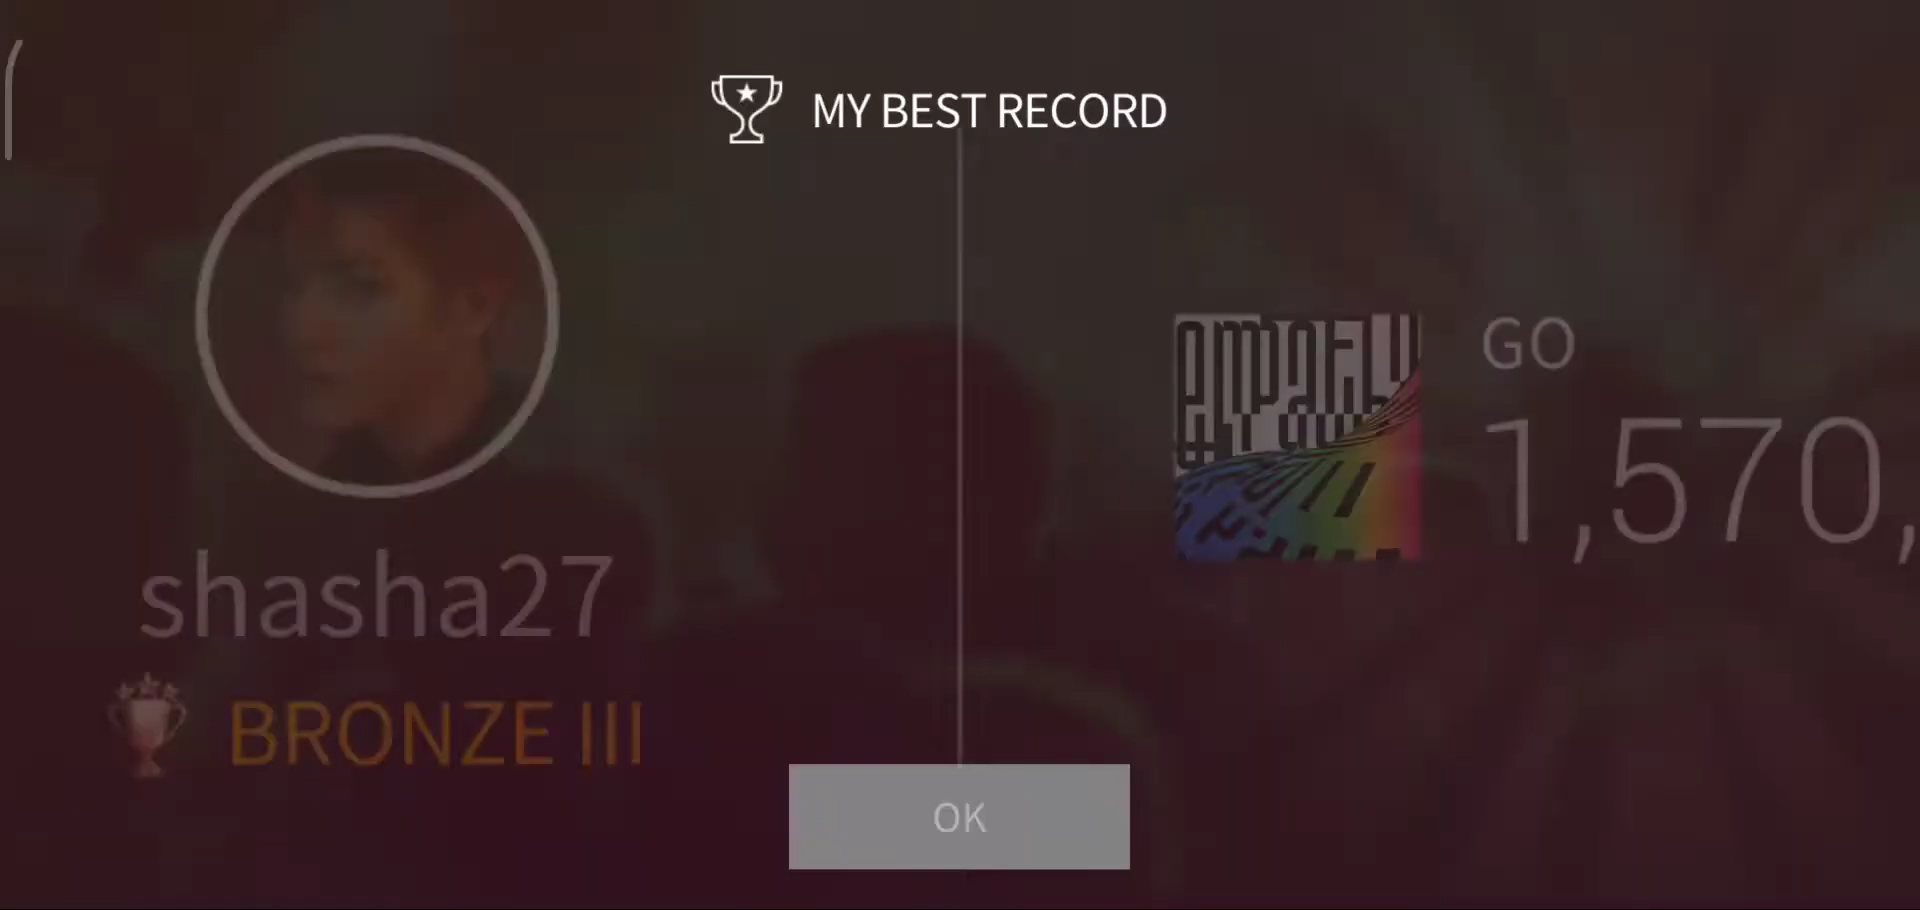 MY BEST RECORD
GO
1,570,
shasha27
BRONZE III
OK